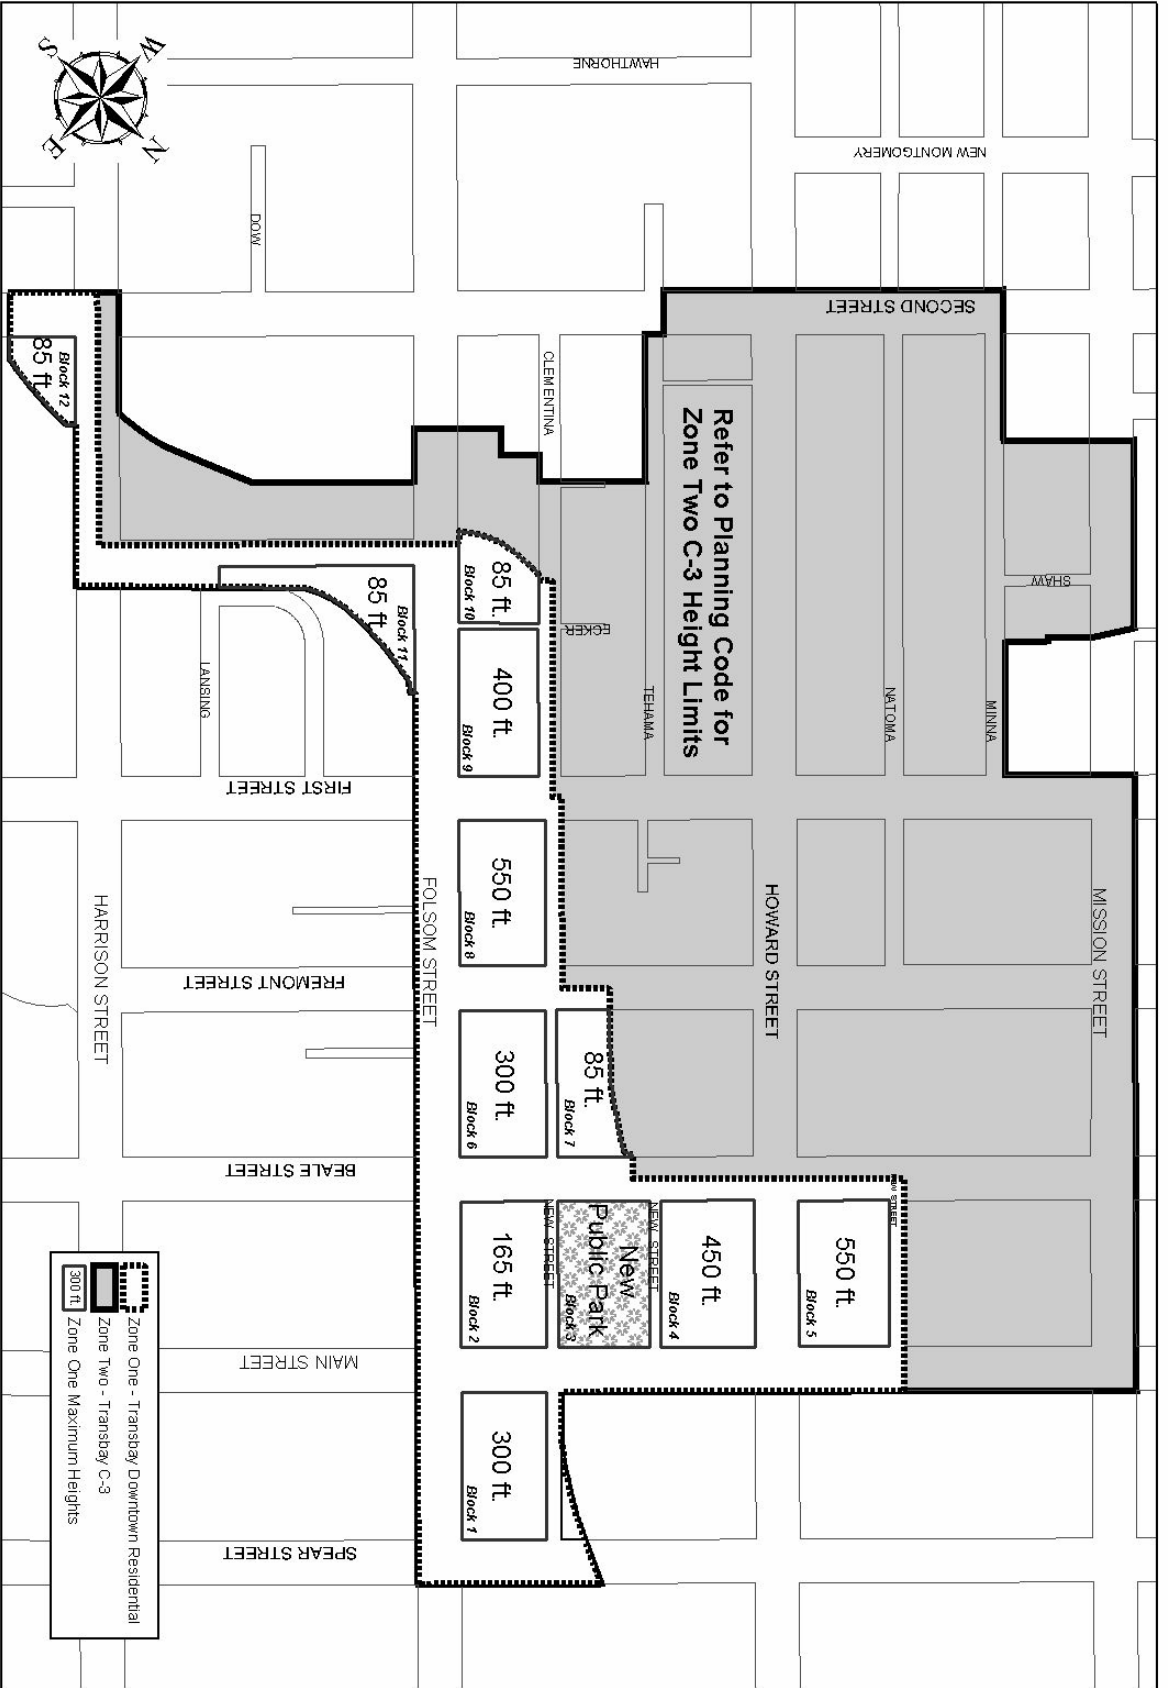 S
W
E
N
HAWTHORNE
NEW MONTGOMERY
DOW
SECOND STREET
CLEMENTINA
Refer to Planning Code for
Zone Two C-3 Height Limits
SHAW
ECKER
TEHAMA
NATOMA
MINNA
LANSING
FIRST STREET
MISSION STREET
HOWARD STREET
FOLSOM STREET
HARRISON STREET
FREMONT STREET
BEALE STREET
MAIN STREET
SPEAR STREET
Block 12
85 ft.
Block 11
85 ft.
85 ft.
Block 10
400 ft.
Block 9
550 ft.
Block 8
300 ft.
Block 6
85 ft.
Block 7
165 ft.
Block 2
NEW STREET
New
Public Park
Block 3
NEW STREET
450 ft.
Block 4
550 ft.
Block 5
NEW STREET
300 ft.
Block 1
Zone One - Transbay Downtown Residential
Zone Two - Transbay C-3
300 ft. Zone One Maximum Heights